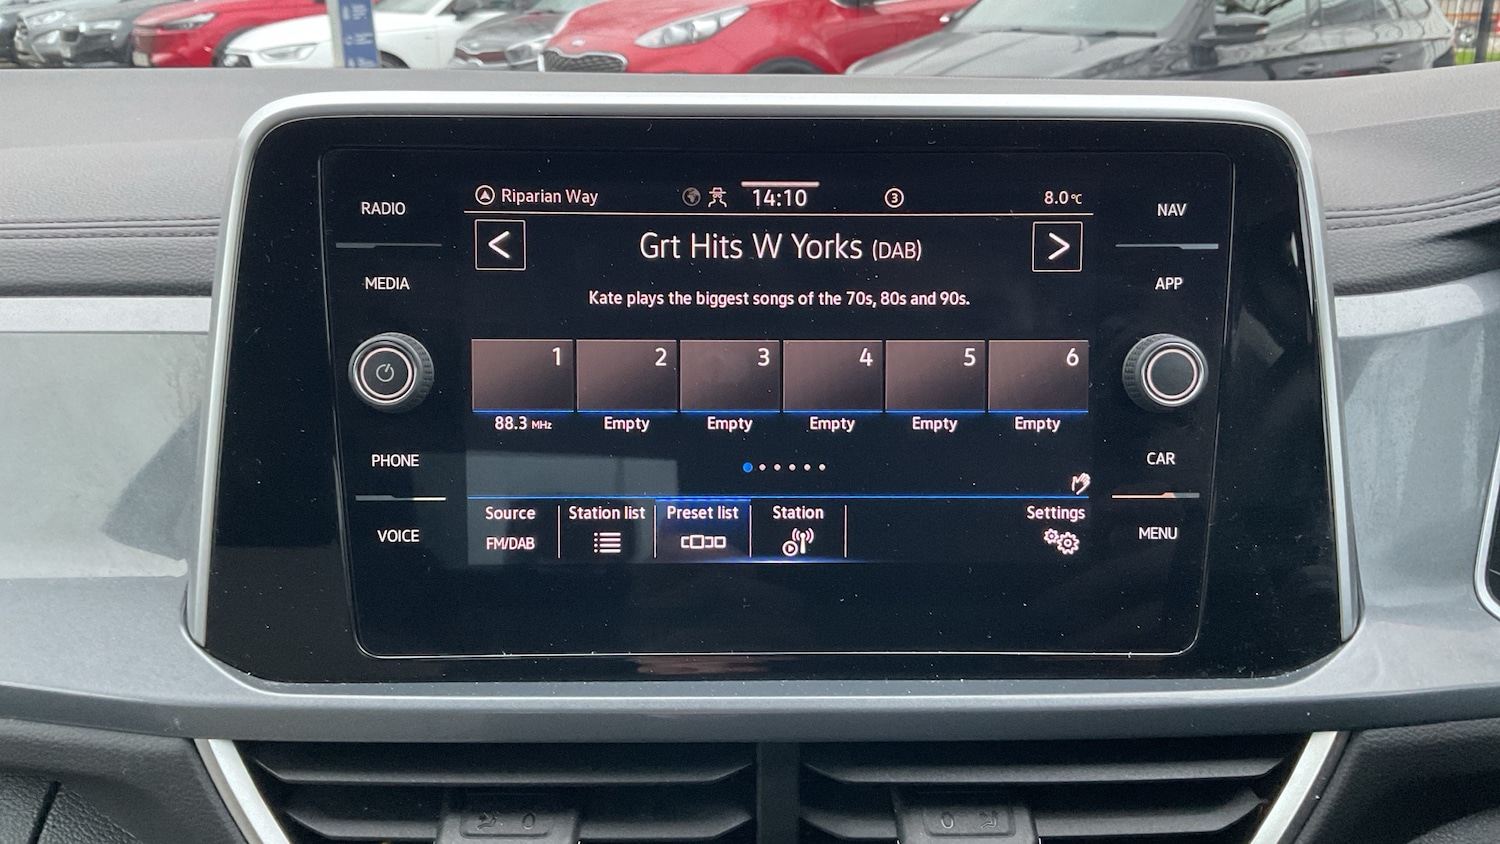 RADIO
MEDIA
PHONE
VOICE
Riparian Way
14:10
3
8.0°C
Grt Hits W Yorks (DAB)
Kate plays the biggest songs of the 70s, 80s and 90s.
1 2 3 4 5 6
88.3 MHz Empty Empty Empty Empty Empty
Source Station list Preset list Station Settings
FM/DAB
NAV
APP
CAR
MENU